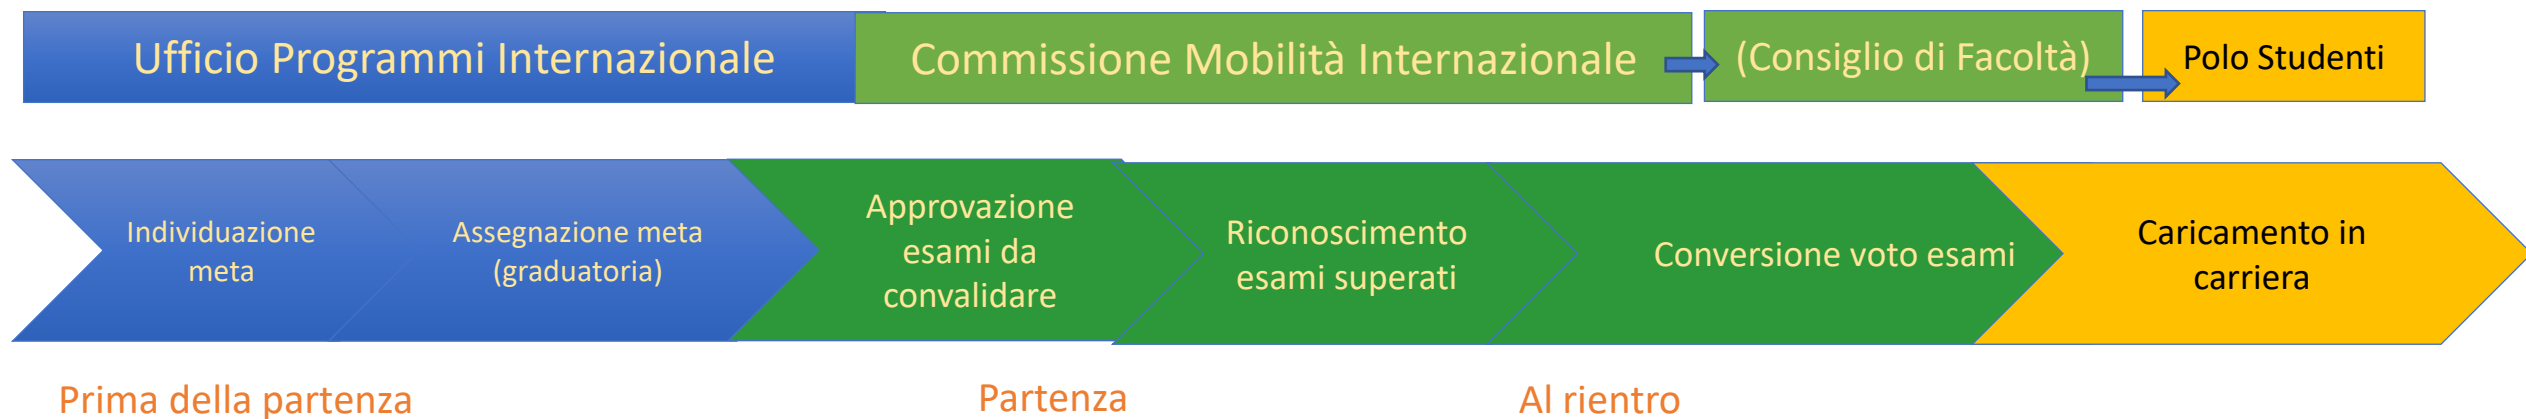 Ufficio Programmi Internazionale
Commissione Mobilità Internazionale
(Consiglio di Facoltà)
Polo Studenti
Individuazione
meta
Assegnazione meta
(graduatoria)
Approvazione
esami da
convalidare
Riconoscimento
esami superati
Conversione voto esami
Caricamento in
carriera
Prima della partenza
Partenza
Al rientro